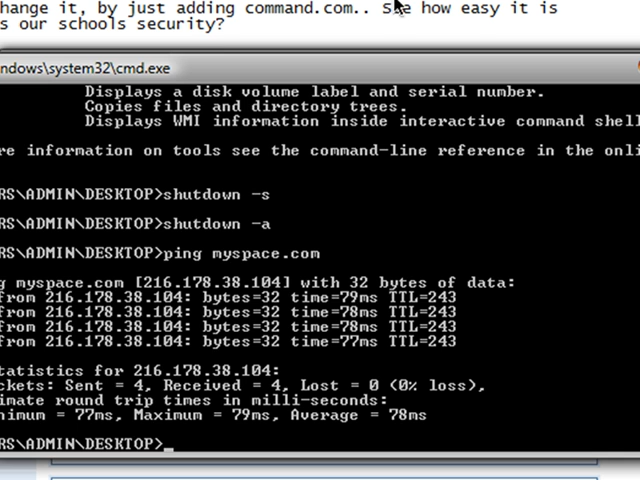 hange it, by just adding command.com.. See how easy it is
s our schools security?
ndows\system32\cmd.exe
Displays a disk volume label and serial number.
Copies files and directory trees.
Displays WMI information inside interactive command shell
re information on tools see the command-line reference in the onli
RS\ADMIN\DESKTOP>shutdown -s
RS\ADMIN\DESKTOP>shutdown -a
RS\ADMIN\DESKTOP>ping myspace.com
g myspace.com [216.178.38.104] with 32 bytes of data:
from 216.178.38.104: bytes=32 time=79ms TTL=243
from 216.178.38.104: bytes=32 time=78ms TTL=243
from 216.178.38.104: bytes=32 time=78ms TTL=243
from 216.178.38.104: bytes=32 time=77ms TTL=243
tatistics for 216.178.38.104:
ckets: Sent = 4, Received = 4, Lost = 0 (0% loss),
imate round trip times in milli-seconds:
nimum = 77ms, Maximum = 79ms, Average = 78ms
RS\ADMIN\DESKTOP>_